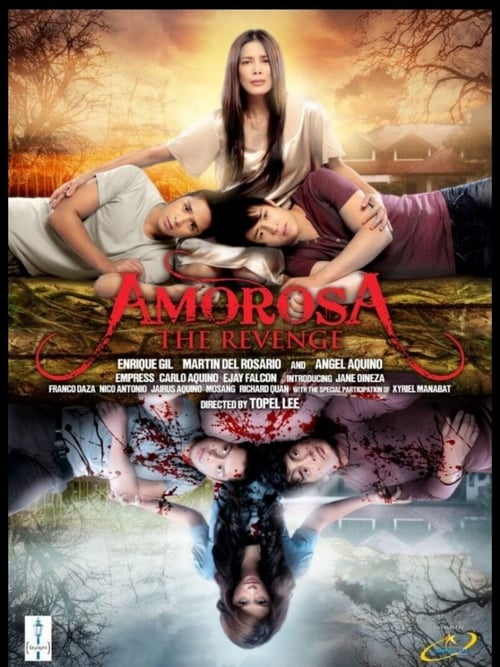 AMOROSA
THE REVENGE
ENRIQUE GIL MARTIN DEL ROSARIO AND ANGEL AQUINO
EMPRESS CARLO AQUINO EJAY FALCON INTRODUCING JANE OINEZA
FRANCO DAZA NICO ANTONIO JAIRUS AQUINO MOSANG RICHARD QUAN WITH THE SPECIAL PARTICIPATION OF XYRIEL MANABAT
DIRECTED BY TOPEL LEE
[Skylight]